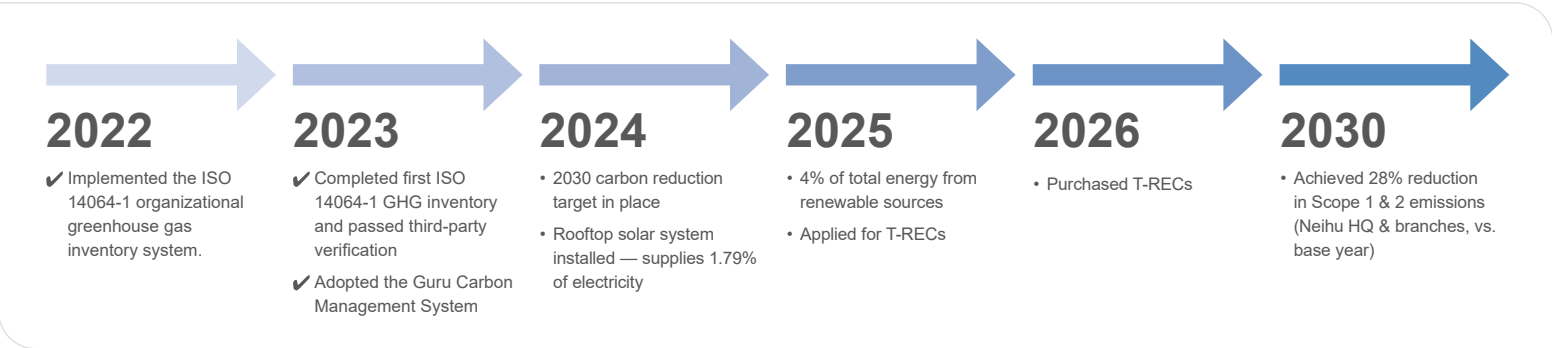 2022
✔ Implemented the ISO
14064-1 organizational
greenhouse gas
inventory system.
2023
✔ Completed first ISO
14064-1 GHG inventory
and passed third-party
verification
✔ Adopted the Guru Carbon
Management System
2024
• 2030 carbon reduction
target in place
• Rooftop solar system
installed — supplies 1.79%
of electricity
2025
• 4% of total energy from
renewable sources
• Applied for T-RECs
2026
• Purchased T-RECs
2030
• Achieved 28% reduction
in Scope 1 & 2 emissions
(Neihu HQ & branches, vs.
base year)